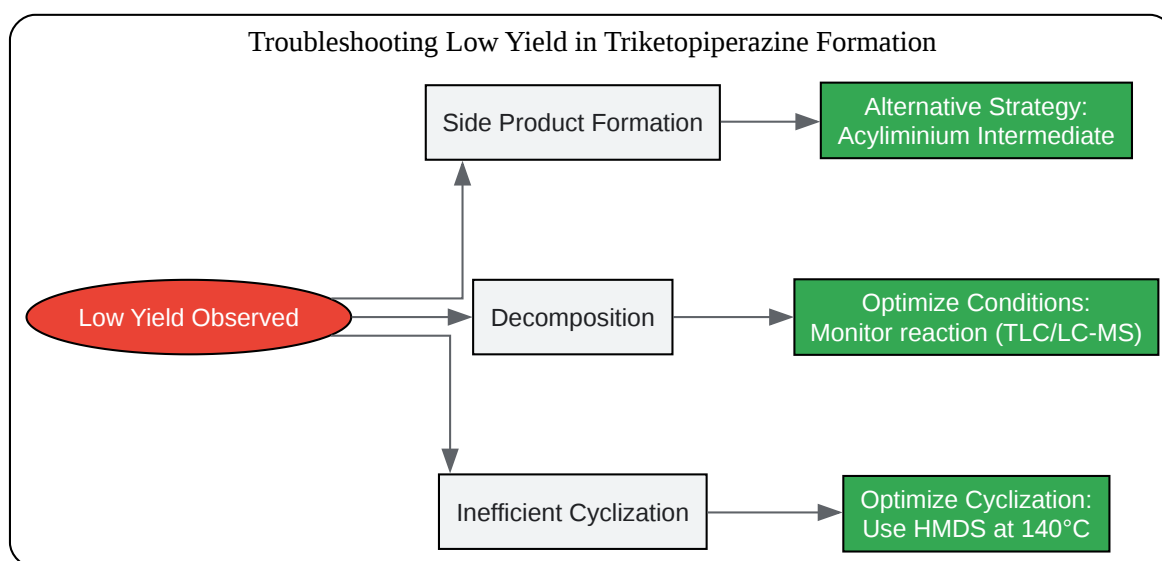 Troubleshooting Low Yield in Triketopiperazine Formation
Side Product Formation
Alternative Strategy:
Acyliminium Intermediate
Low Yield Observed
Decomposition
Optimize Conditions:
Monitor reaction (TLC/LC-MS)
Inefficient Cyclization
Optimize Cyclization:
Use HMDS at 140°C